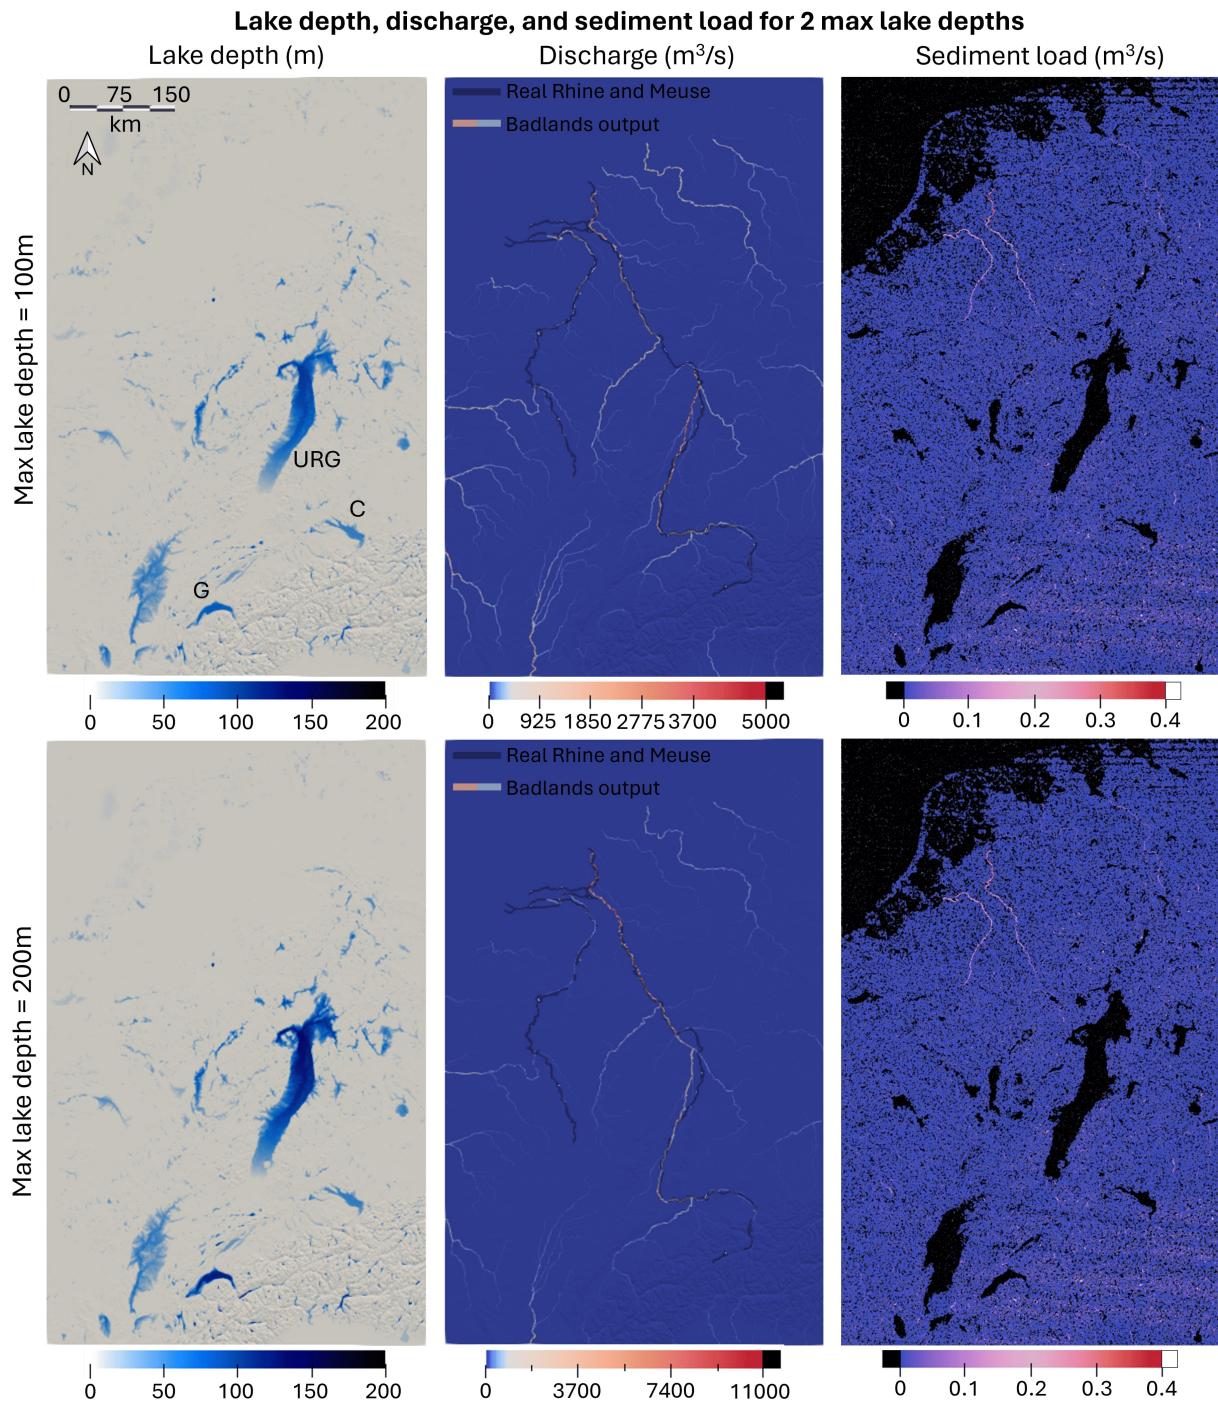 Lake depth, discharge, and sediment load for 2 max lake depths
Lake depth (m)
Discharge (m³/s)
Sediment load (m³/s)
Max lake depth = 100m
0 75 150
km
N
URG
C
G
Real Rhine and Meuse
Badlands output
0 50 100 150 200
0 925 1850 2775 3700 5000
0 0.1 0.2 0.3 0.4
Max lake depth = 200m
Real Rhine and Meuse
Badlands output
0 50 100 150 200
0 3700 7400 11000
0 0.1 0.2 0.3 0.4